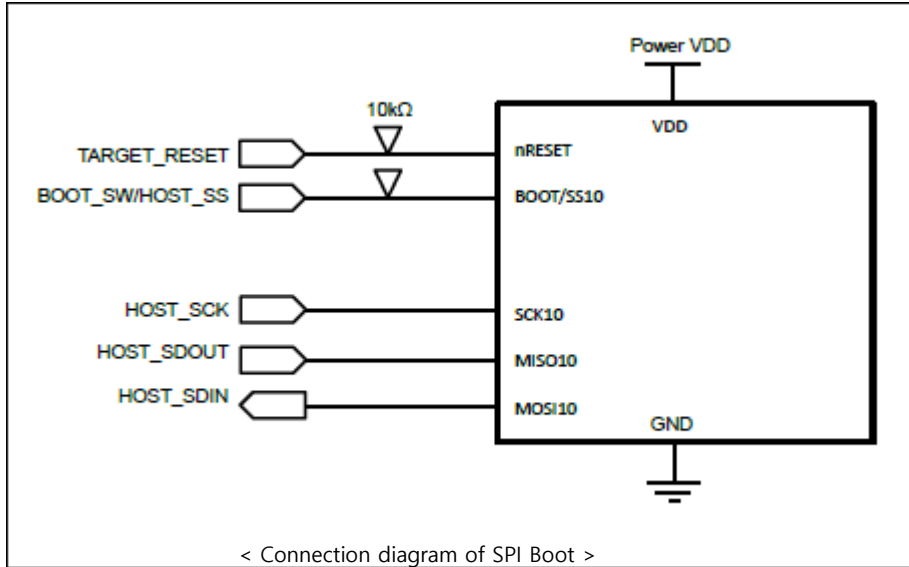 Power VDD
10kΩ
VDD
TARGET_RESET
nRESET
BOOT_SW/HOST_SS
BOOT/SS10
HOST_SCK
SCK10
HOST_SDOUT
MISO10
HOST_SDIN
MOSI10
GND
< Connection diagram of SPI Boot >